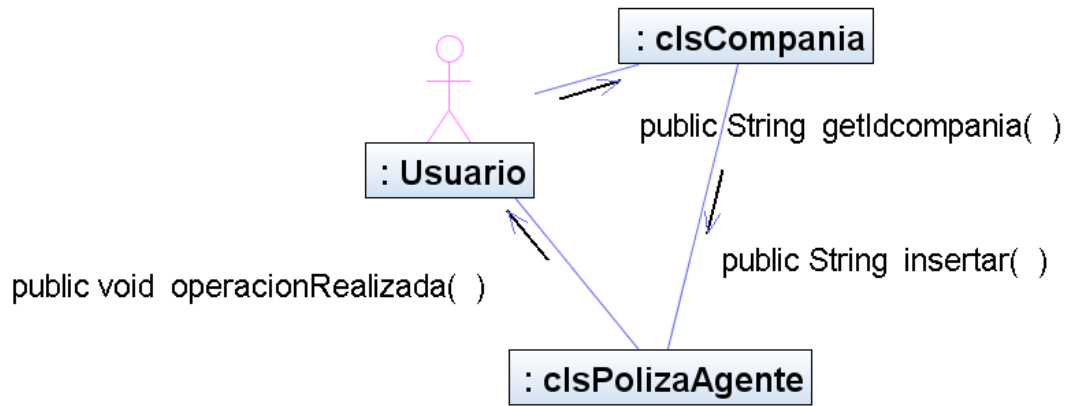 : clsCompania
public String getIdcompania( )
: Usuario
public String insertar( )
public void operacionRealizada( )
: clsPolizaAgente